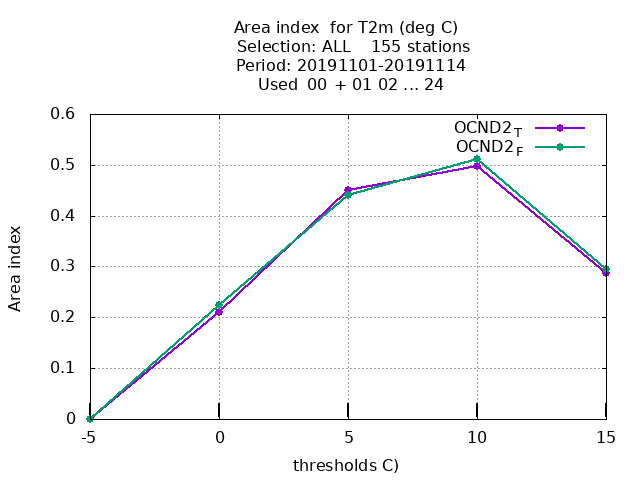 Area index  for T2m (deg C)
Selection: ALL    155 stations
Period: 20191101-20191114
Used  00  + 01 02 ... 24
OCND2_T
OCND2_F
0.6
0.5
0.4
0.3
0.2
0.1
0
Area index
-5 0 5 10 15
thresholds C)